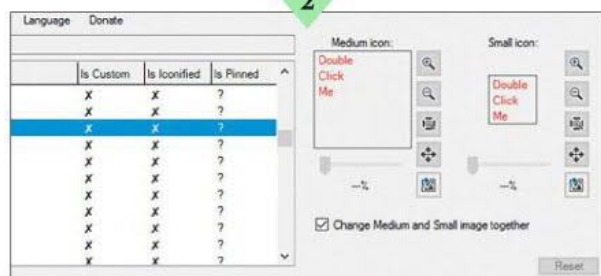 2
Language Donate
Medium icon: Small icon:
Is Custom Is Iconified Is Pinned
Double
Click
Me
Double
Click
Me
X X ?
X X ?
X X ?
X X ?
X X ?
X X ?
X X ?
X X ?
X X ?
X X ?
--% --%
Change Medium and Small image together
Reset